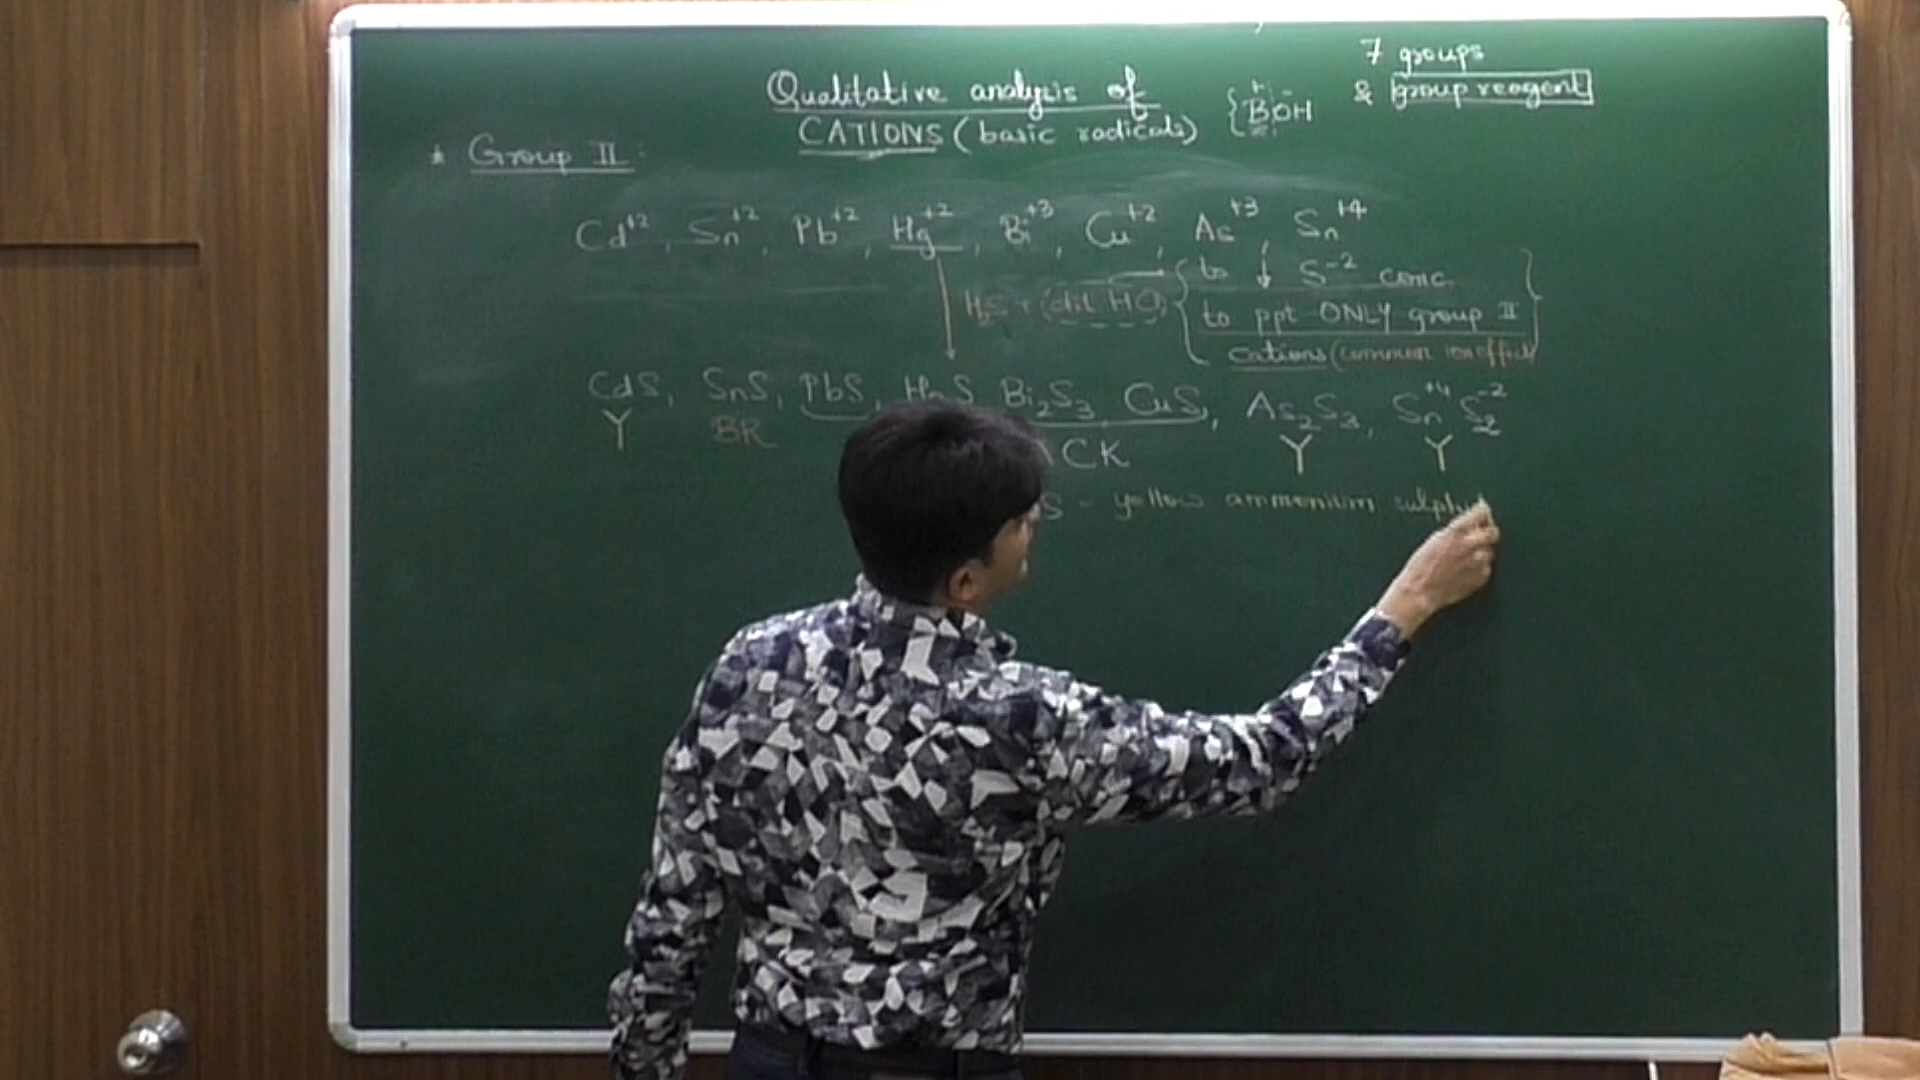 7 groups
& group reagent
Qualitative analysis of
CATIONS (basic radicals) {B⁺OH⁻
* Group II:
Cd⁺², Sn⁺², Pb⁺², Hg⁺², Bi⁺³, Cu⁺², As⁺³, Sn⁺⁴
H₂S + (dil HCl) { to ↓ S⁻² conc
to ppt ONLY group II
cations (common ion effect) }
CdS, SnS, PbS, HgS Bi₂S₃, CuS, As₂S₃, Sn⁺⁴S₂⁻²
Y BR ACK Y Y
S - yellow ammonium sulph